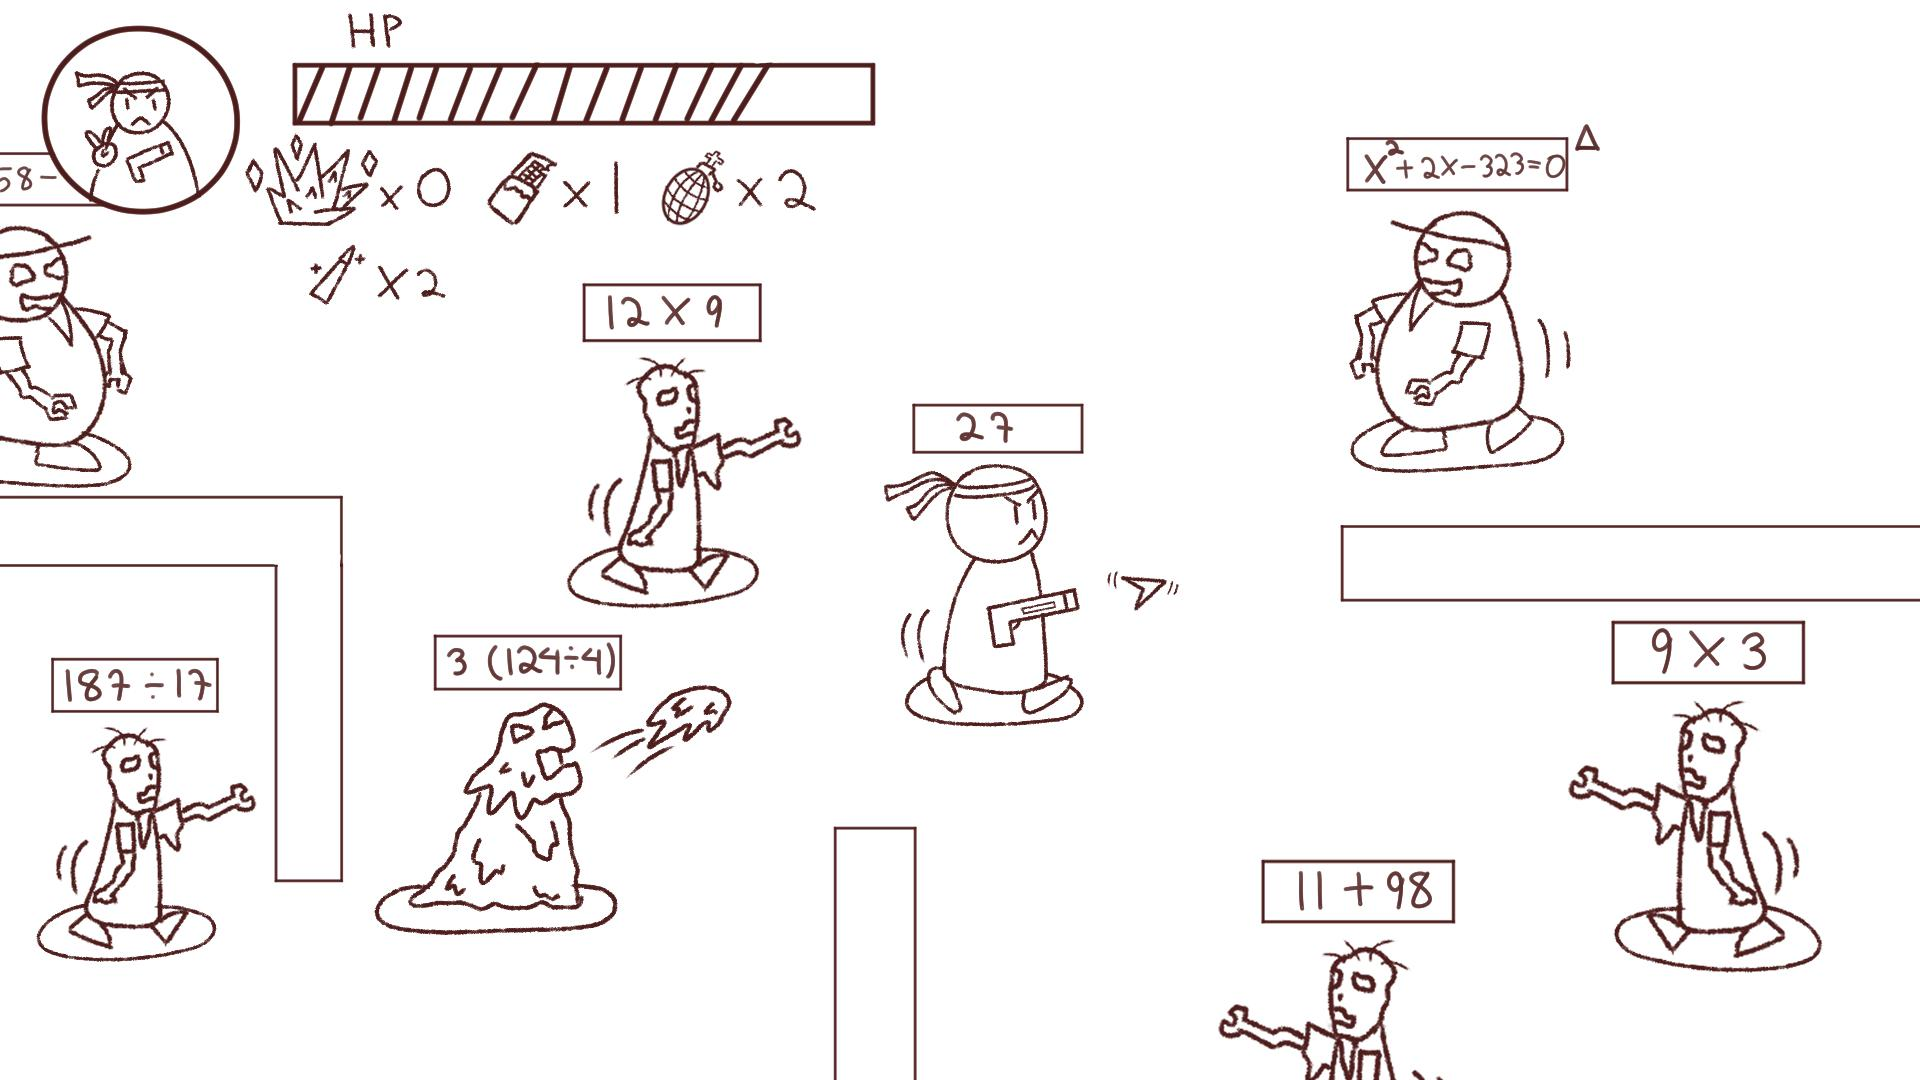 HP
x 0
x 1
x 2
x 2
58-
x²+2x-323=0
Δ
12 x 9
27
9 x 3
3 (124÷4)
187 ÷ 17
11 + 98